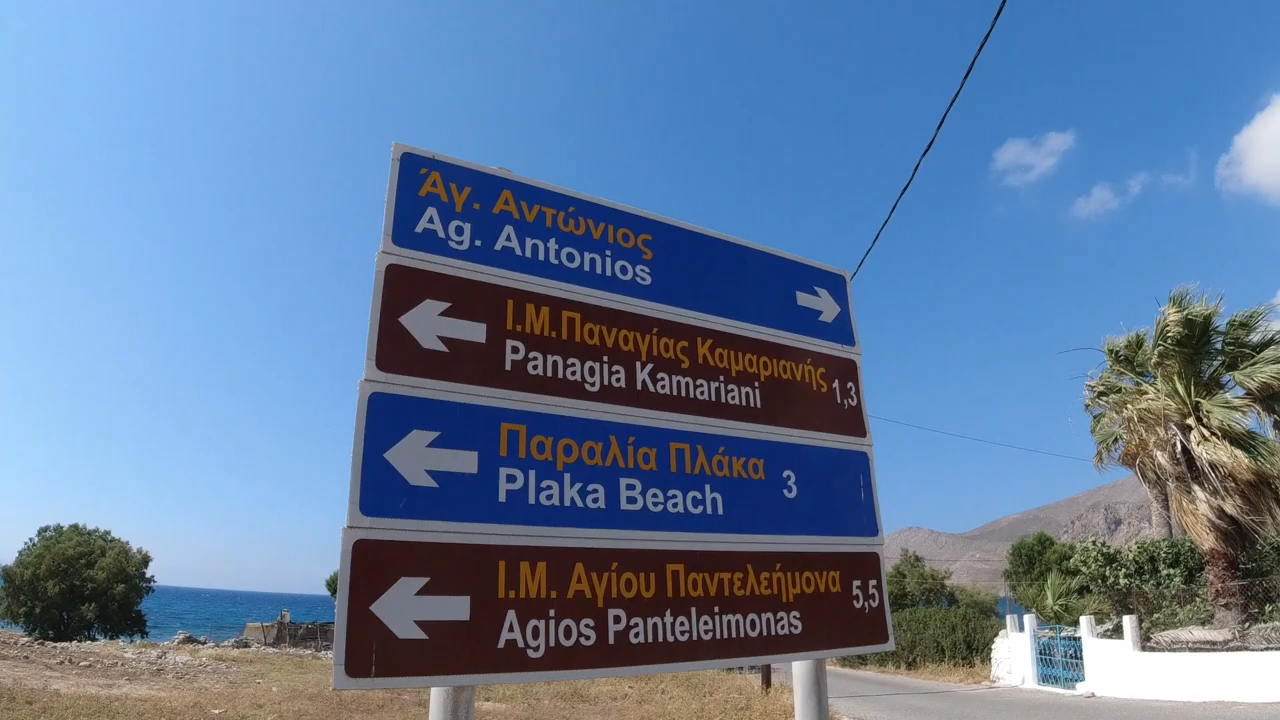 Άγ. Αντώνιος
Ag. Antonios
Ι.Μ.Παναγίας Καμαριανής
Panagia Kamariani 1,3
Παραλία Πλάκα
Plaka Beach 3
Ι.Μ. Αγίου Παντελεήμονα
Agios Panteleimonas 5,5